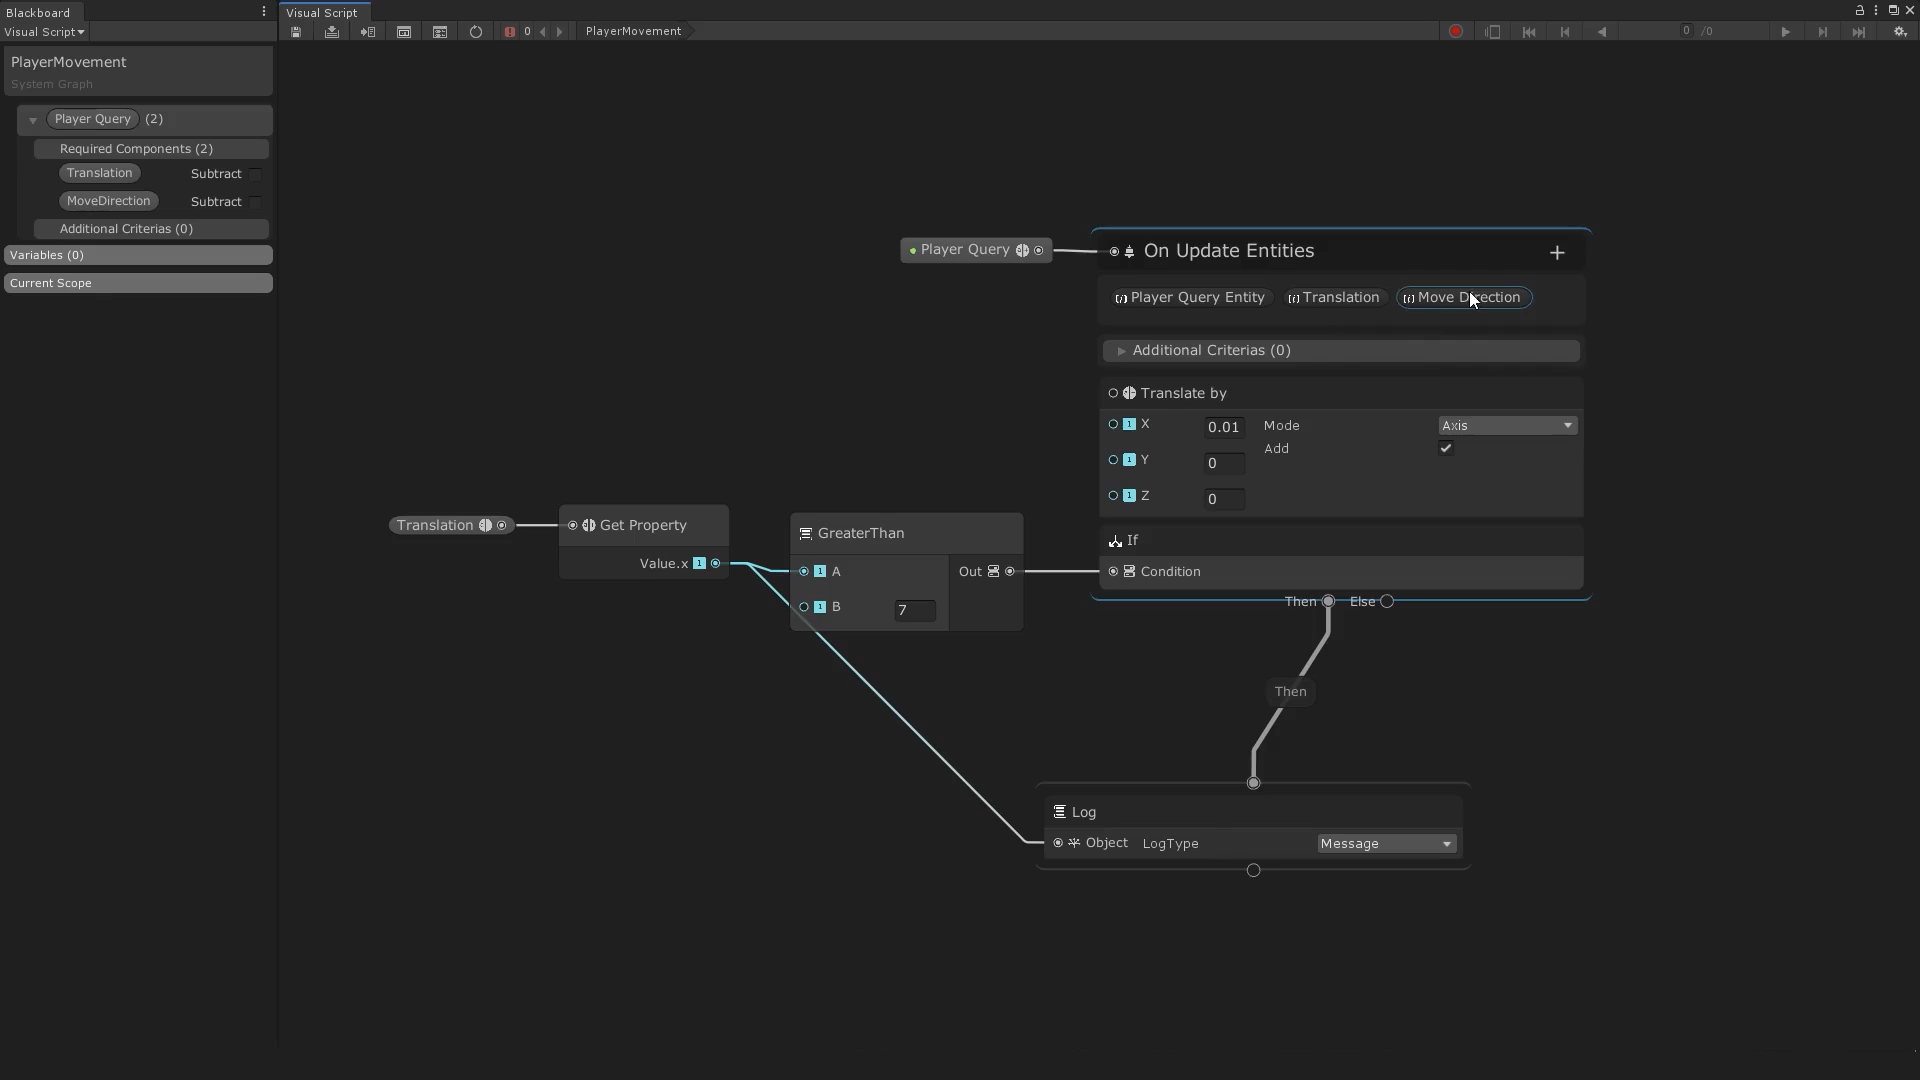 Blackboard
Visual Script
Visual Script
0
PlayerMovement
0 /0
PlayerMovement
System Graph
Player Query (2)
Required Components (2)
Translation Subtract
MoveDirection Subtract
Additional Criterias (0)
Variables (0)
Current Scope
Player Query
On Update Entities
Player Query Entity
Translation
Move Direction
Additional Criterias (0)
Translate by
X 0.01 Mode Axis
Add
Y 0
Z 0
Translation
Get Property
Value.x
GreaterThan
A
B 7
Out
If
Condition
Then Else
Then
Log
Object LogType Message